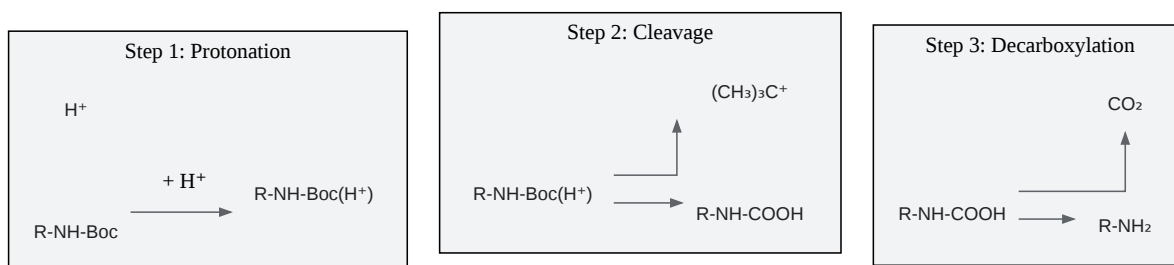 Step 1: Protonation
H⁺
+ H⁺
R-NH-Boc(H⁺)
R-NH-Boc
Step 2: Cleavage
(CH₃)₃C⁺
R-NH-Boc(H⁺)
R-NH-COOH
Step 3: Decarboxylation
CO₂
R-NH-COOH
R-NH₂